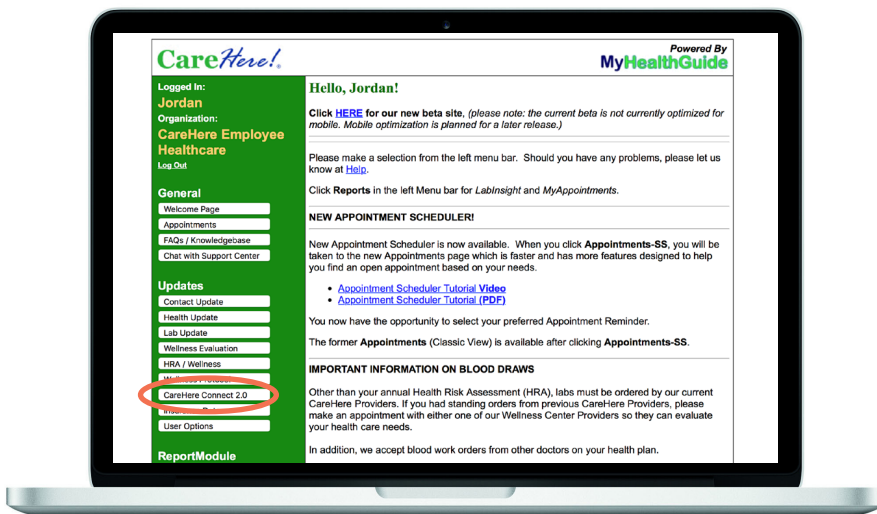 CareHere!
Powered By
MyHealthGuide
Logged In:
Jordan
Organization:
CareHere Employee
Healthcare
Log Out
General
Welcome Page
Appointments
FAQs / Knowledgebase
Chat with Support Center
Updates
Contact Update
Health Update
Lab Update
Wellness Evaluation
HRA / Wellness
CareHere Connect 2.0
User Options
ReportModule
Hello, Jordan!
Click HERE for our new beta site, (please note: the current beta is not currently optimized for
mobile. Mobile optimization is planned for a later release.)
Please make a selection from the left menu bar. Should you have any problems, please let us
know at Help.
Click Reports in the left Menu bar for LabInsight and MyAppointments.
NEW APPOINTMENT SCHEDULER!
New Appointment Scheduler is now available. When you click Appointments-SS, you will be
taken to the new Appointments page which is faster and has more features designed to help
you find an open appointment based on your needs.
• Appointment Scheduler Tutorial Video
• Appointment Scheduler Tutorial (PDF)
You now have the opportunity to select your preferred Appointment Reminder.
The former Appointments (Classic View) is available after clicking Appointments-SS.
IMPORTANT INFORMATION ON BLOOD DRAWS
Other than your annual Health Risk Assessment (HRA), labs must be ordered by our current
CareHere Providers. If you had standing orders from previous CareHere Providers, please
make an appointment with either one of our Wellness Center Providers so they can evaluate
your health care needs.
In addition, we accept blood work orders from other doctors on your health plan.